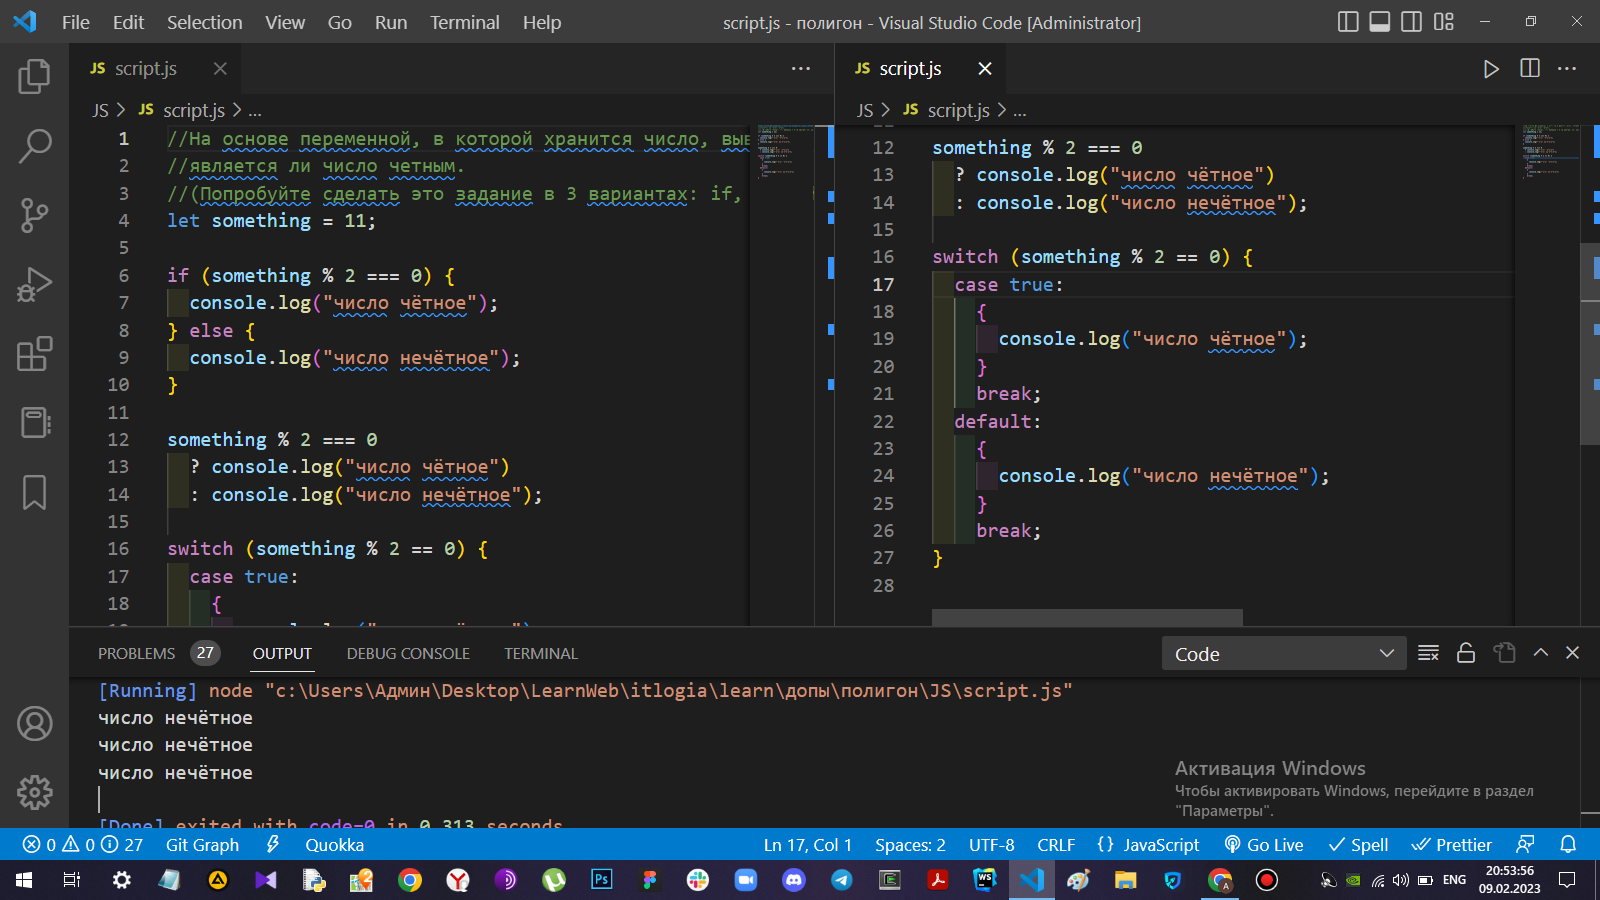 File Edit Selection View Go Run Terminal Help script.js - полигон - Visual Studio Code [Administrator]
JS script.js
JS > JS script.js > ...
1 //На основе переменной, в которой хранится число, выв
2 //является ли число четным.
3 //(Попробуйте сделать это задание в 3 вариантах: if,
4 let something = 11;
5
6 if (something % 2 === 0) {
7 console.log("число чётное");
8 } else {
9 console.log("число нечётное");
10 }
11
12 something % 2 === 0
13 ? console.log("число чётное")
14 : console.log("число нечётное");
15
16 switch (something % 2 == 0) {
17 case true:
18 {
JS script.js
JS > JS script.js > ...
12 something % 2 === 0
13 ? console.log("число чётное")
14 : console.log("число нечётное");
15
16 switch (something % 2 == 0) {
17 case true:
18 {
19 console.log("число чётное");
20 }
21 break;
22 default:
23 {
24 console.log("число нечётное");
25 }
26 break;
27 }
28
PROBLEMS 27 OUTPUT DEBUG CONSOLE TERMINAL Code
[Running] node "c:\Users\Админ\Desktop\LearnWeb\itlogia\learn\допы\полигон\JS\script.js"
число нечётное
число нечётное
число нечётное
[Done] exited with code=0 in 0.313 seconds
Активация Windows
Чтобы активировать Windows, перейдите в раздел
"Параметры".
0 0 27 Git Graph Quokka Ln 17, Col 1 Spaces: 2 UTF-8 CRLF {} JavaScript Go Live Spell Prettier
ENG 20:53:56
09.02.2023